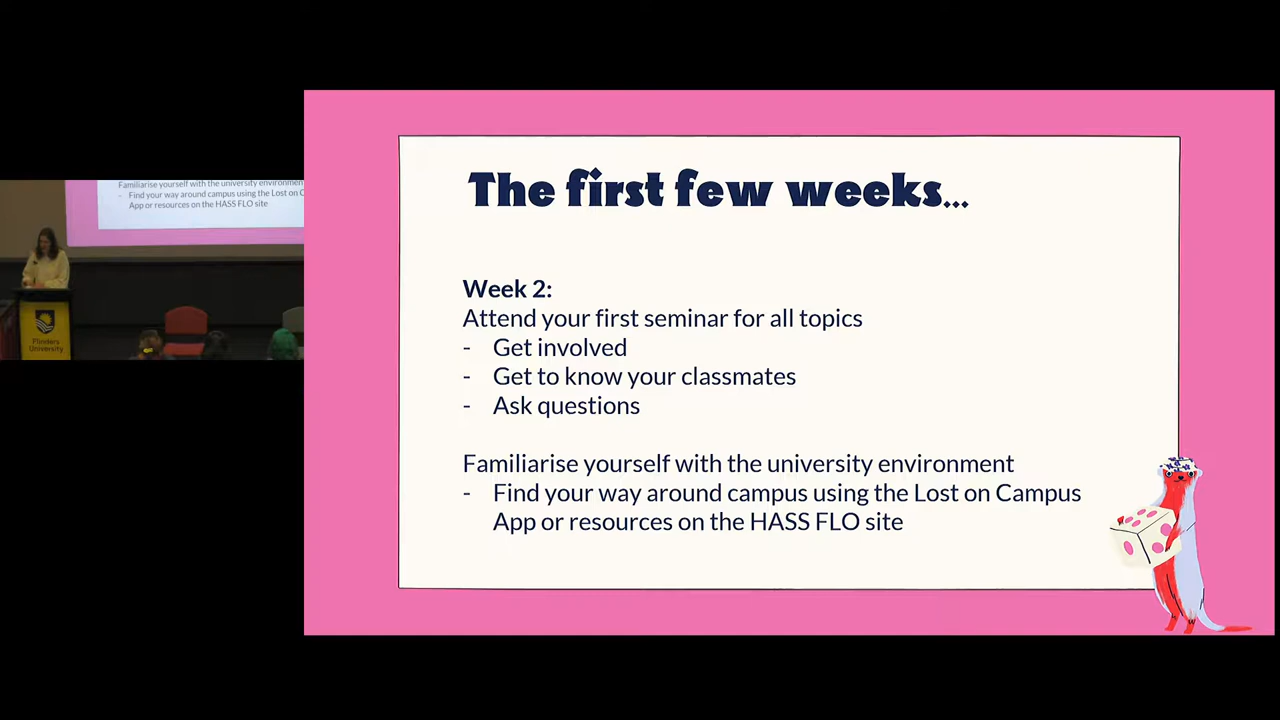 The first few weeks...
Week 2:
Attend your first seminar for all topics
- Get involved
- Get to know your classmates
- Ask questions
Familiarise yourself with the university environment
- Find your way around campus using the Lost on Campus
App or resources on the HASS FLO site
Familiarise yourself with the university environment
- Find your way around campus using the Lost on C
App or resources on the HASS FLO site
Flinders
University